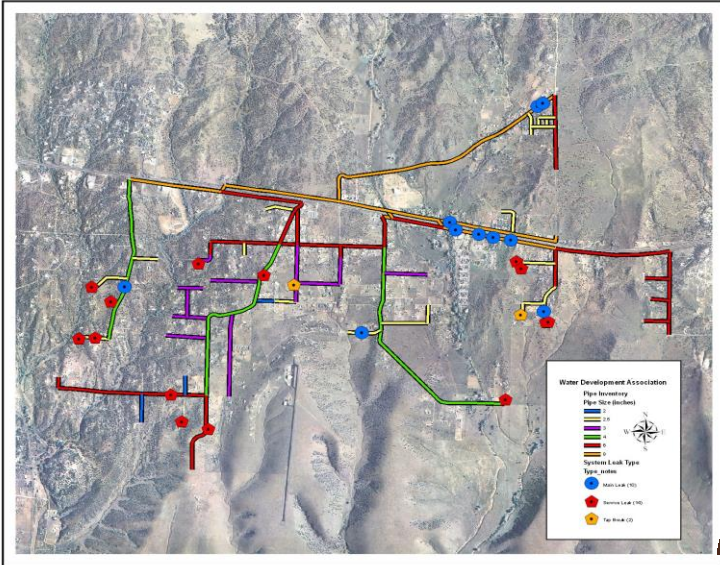 Water Development Association
Pipe Inventory
Pipe Size (inches)
2
2.5
3
4
6
8
N
W E
S
System Leak Type
Type_notes
Main Leak (10)
Service Leak (14)
Tap Break (2)